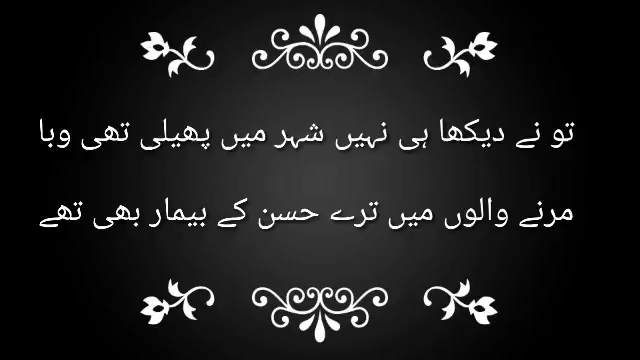 تو نے دیکھا ہی نہیں شہر میں پھیلی تھی وبا
مرنے والوں میں ترے حسن کے بیمار بھی تھے